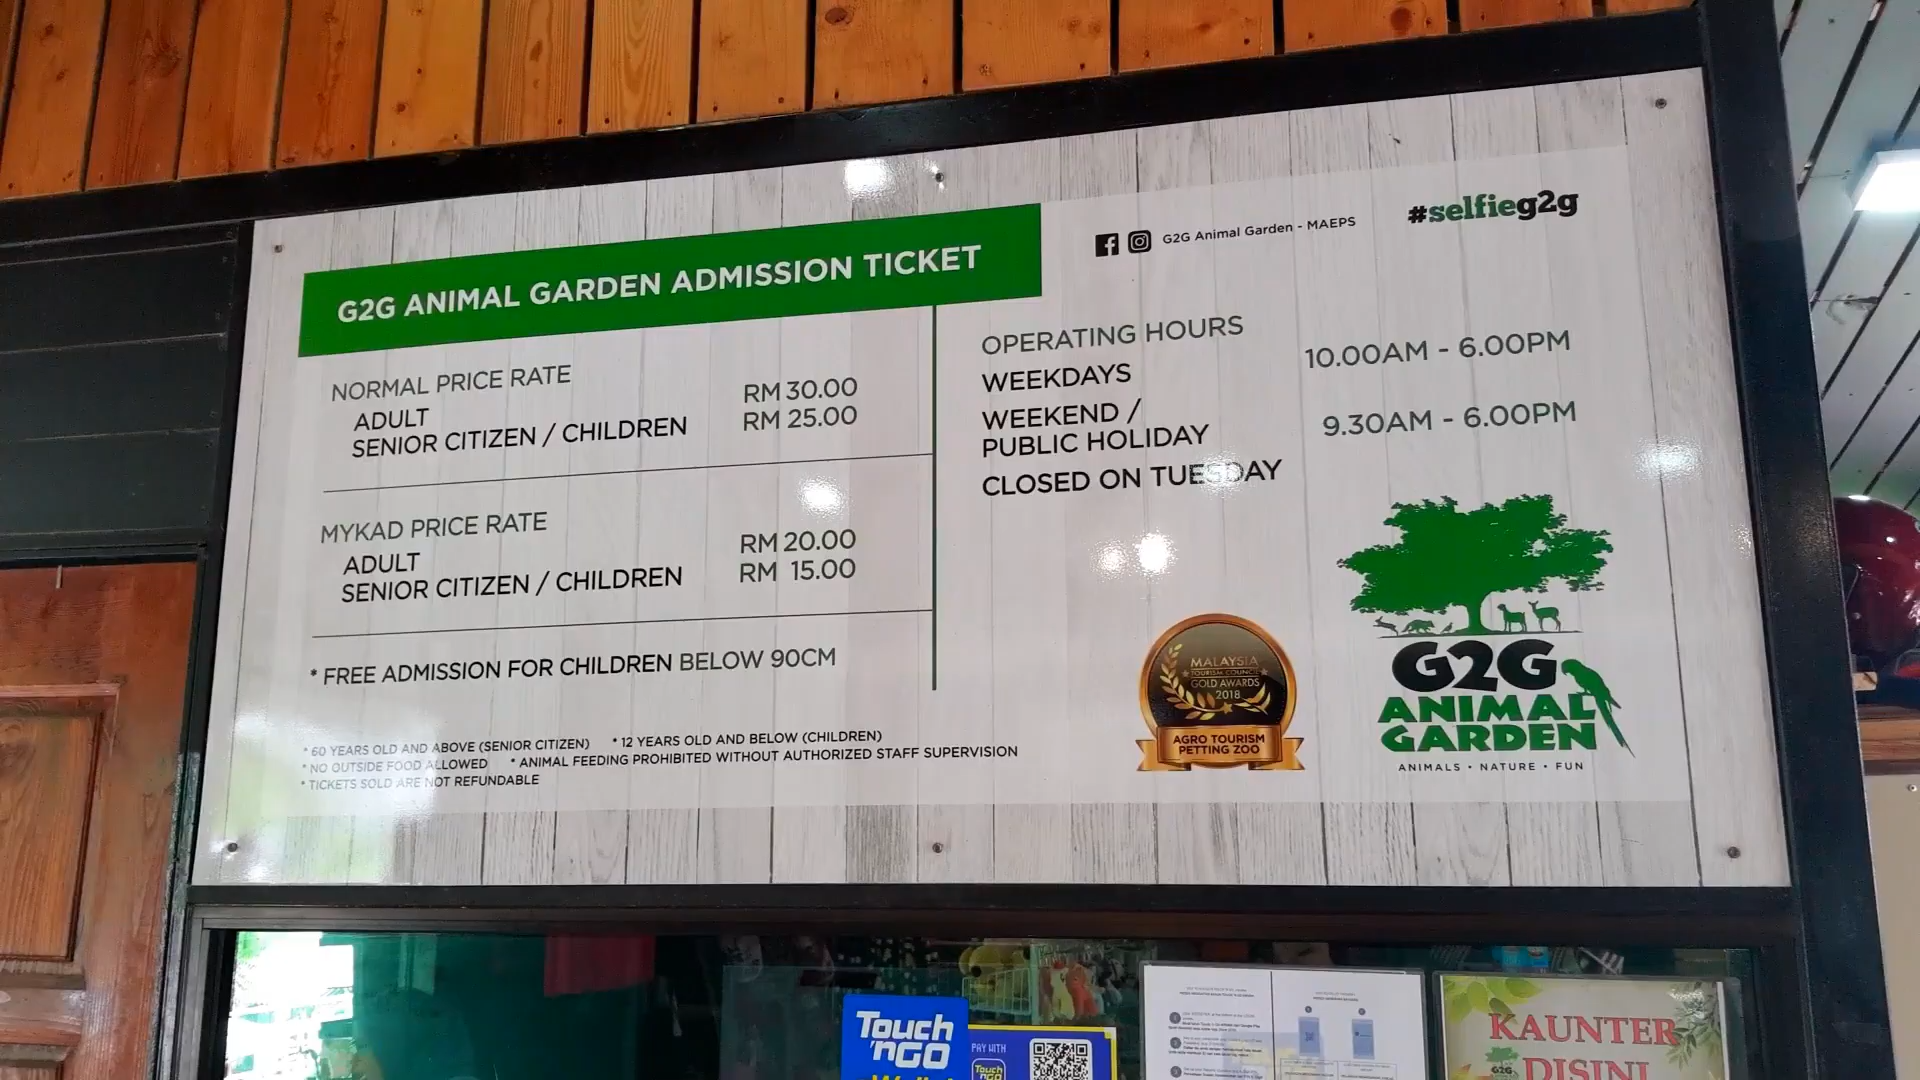 #selfieg2g
G2G Animal Garden - MAEPS
G2G ANIMAL GARDEN ADMISSION TICKET
NORMAL PRICE RATE
ADULT RM 30.00
SENIOR CITIZEN / CHILDREN RM 25.00
MYKAD PRICE RATE
ADULT RM 20.00
SENIOR CITIZEN / CHILDREN RM 15.00
* FREE ADMISSION FOR CHILDREN BELOW 90CM
* 60 YEARS OLD AND ABOVE (SENIOR CITIZEN) * 12 YEARS OLD AND BELOW (CHILDREN)
* NO OUTSIDE FOOD ALLOWED * ANIMAL FEEDING PROHIBITED WITHOUT AUTHORIZED STAFF SUPERVISION
* TICKETS SOLD ARE NOT REFUNDABLE
OPERATING HOURS
WEEKDAYS 10.00AM - 6.00PM
WEEKEND /
PUBLIC HOLIDAY 9.30AM - 6.00PM
CLOSED ON TUESDAY
MALAYSIA
TOURISM COUNCIL
GOLD AWARDS
2018
AGRO TOURISM
PETTING ZOO
G2G
ANIMAL
GARDEN
ANIMALS • NATURE • FUN
Touch
'nGO
PAY WITH
Touch
'nGO
KAUNTER
DISINI
G2G